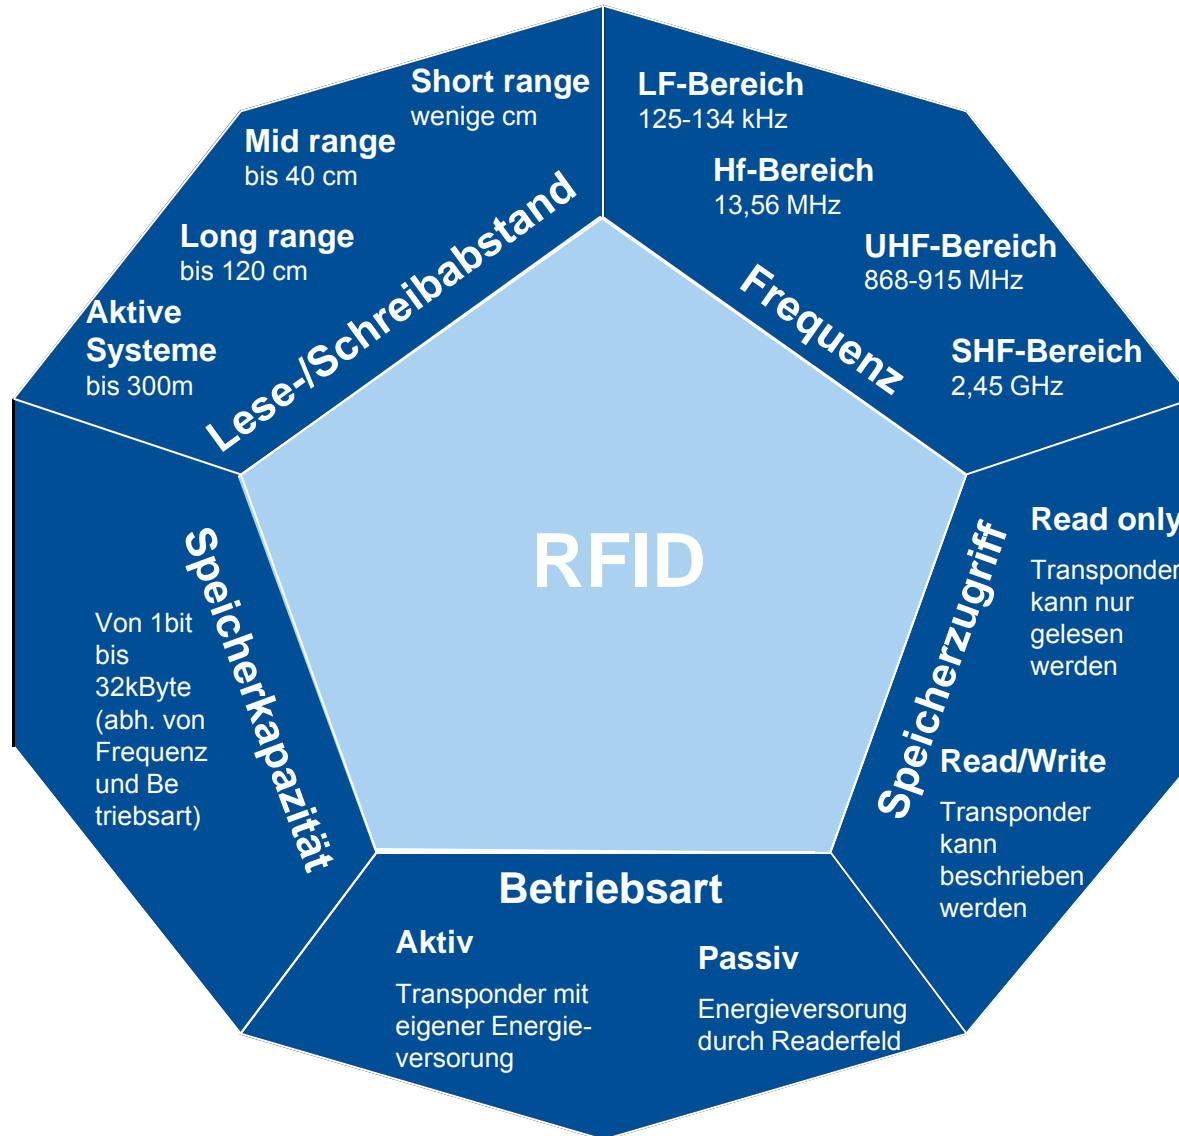 Short range
wenige cm
Mid range
bis 40 cm
Long range
bis 120 cm
Aktive
Systeme
bis 300m
Lese-/Schreibabstand
LF-Bereich
125-134 kHz
Hf-Bereich
13,56 MHz
UHF-Bereich
868-915 MHz
SHF-Bereich
2,45 GHz
Frequenz
RFID
Read only
Transponder
kann nur
gelesen
werden
Read/Write
Transponder
kann
beschrieben
werden
Speicherzugriff
Betriebsart
Aktiv
Transponder mit
eigener Energie-
versorung
Passiv
Energieversorung
durch Readerfeld
Speicherkapazität
Von 1bit
bis
32kByte
(abh. von
Frequenz
und Be
triebsart)